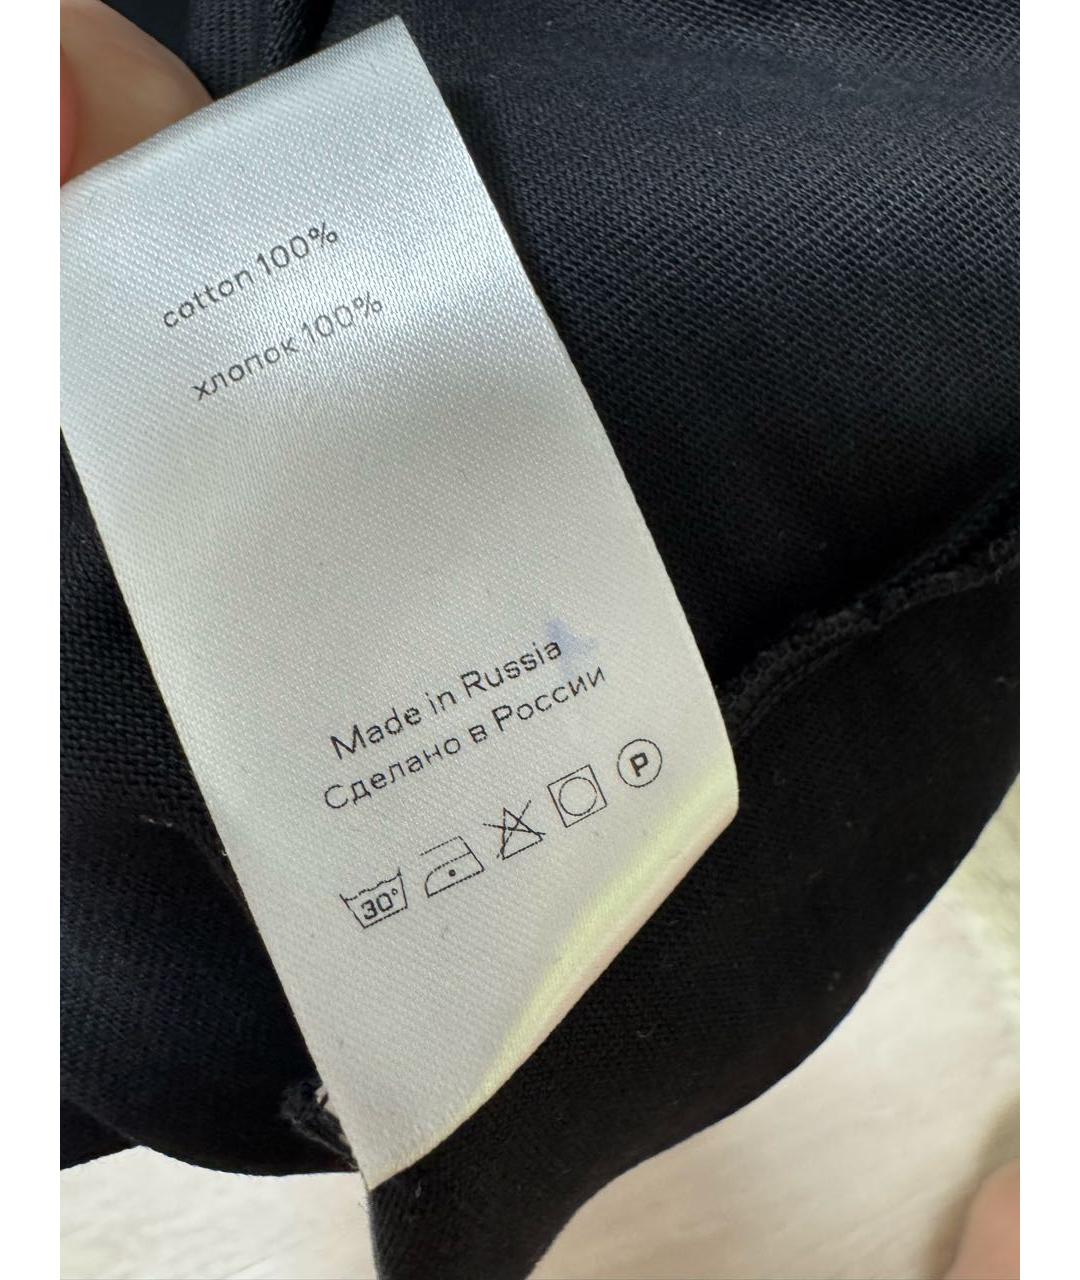 cotton 100%
хлопок 100%
Made in Russia
Сделано в России
30°
P